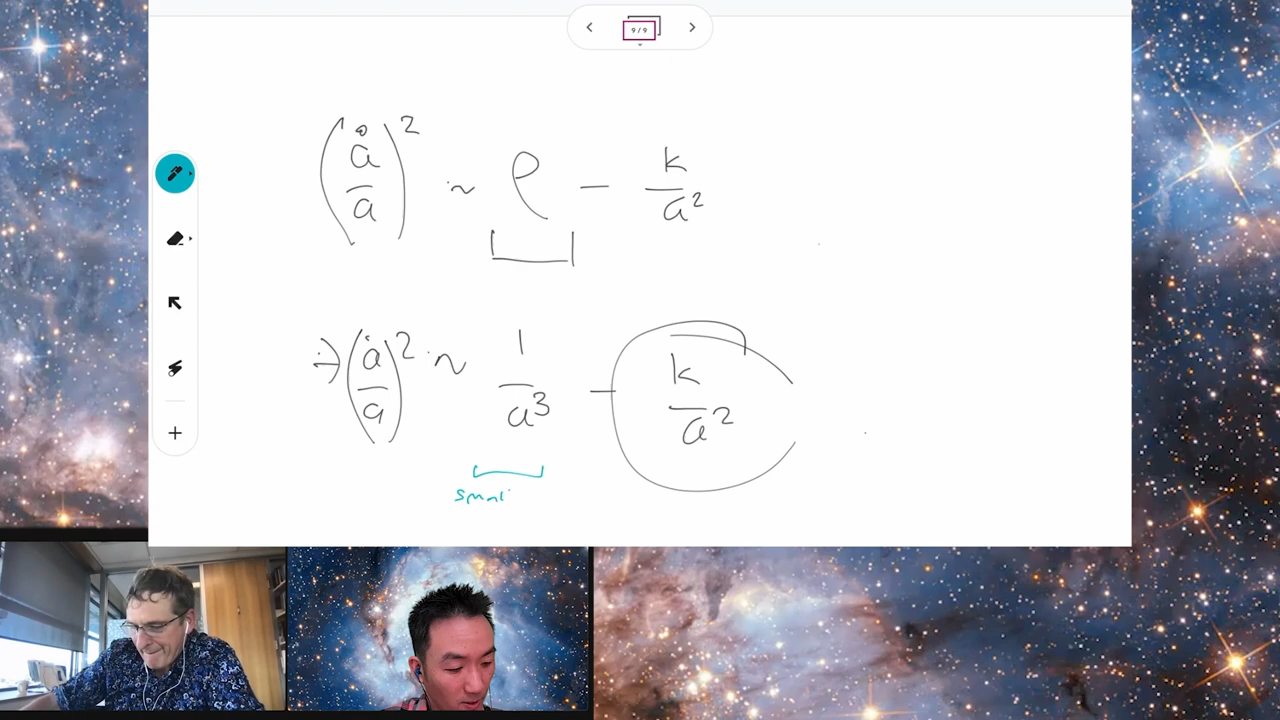 9/9
(ȧ/a)² ~ ρ − k/a²
⇒ (ȧ/a)² ~ 1/a³ − k/a²